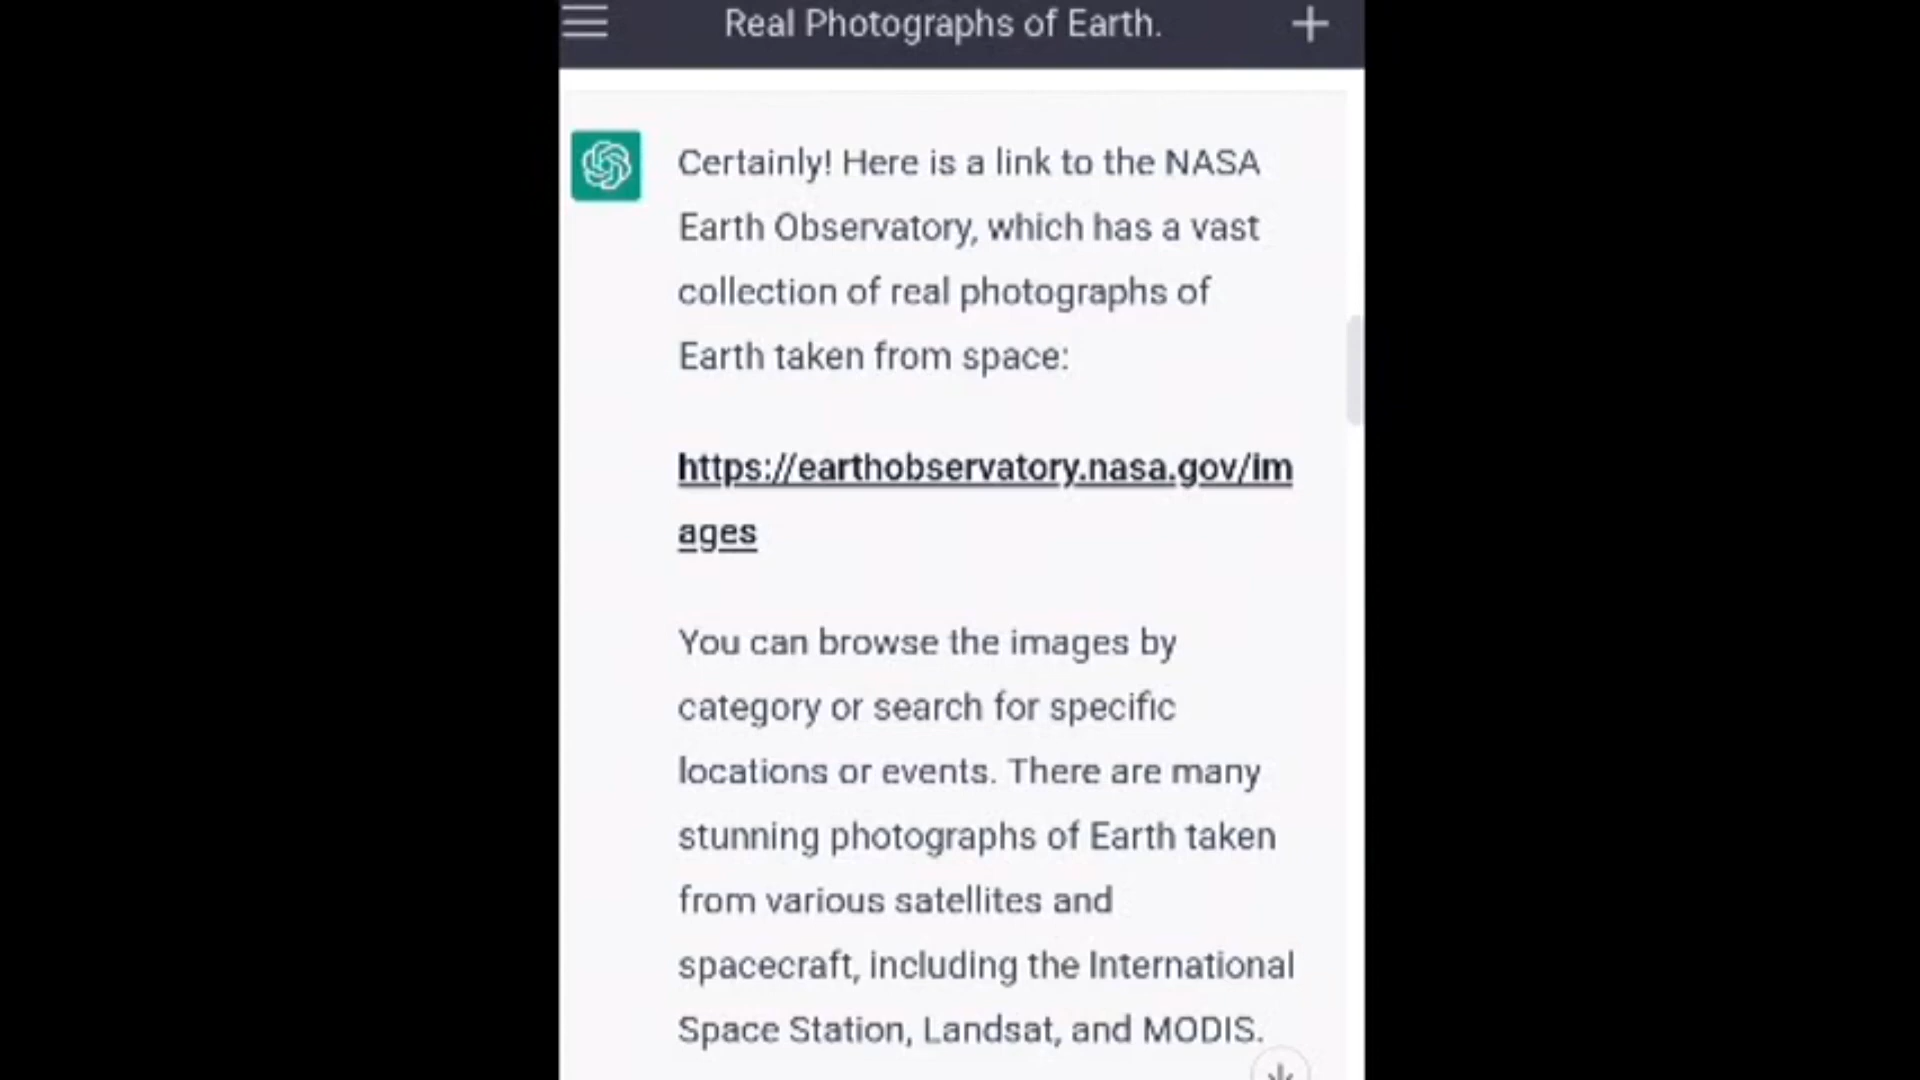 Real Photographs of Earth.
Certainly! Here is a link to the NASA
Earth Observatory, which has a vast
collection of real photographs of
Earth taken from space:
https://earthobservatory.nasa.gov/im
ages
You can browse the images by
category or search for specific
locations or events. There are many
stunning photographs of Earth taken
from various satellites and
spacecraft, including the International
Space Station, Landsat, and MODIS.